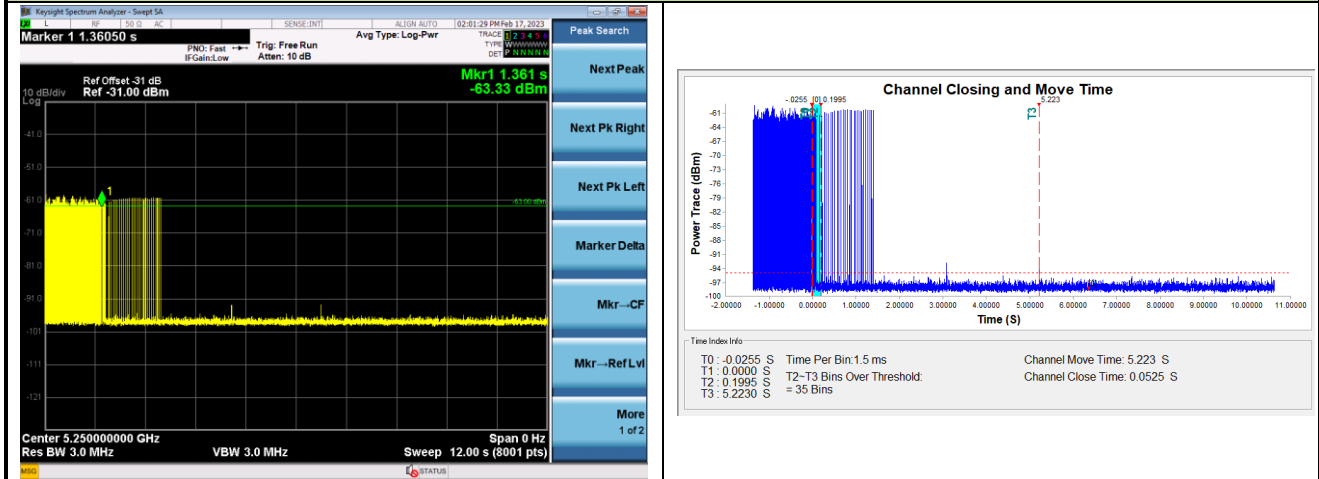 Keysight Spectrum Analyzer - Swept SA
L RF 50 Ω AC SENSE:INT ALIGN AUTO 02:01:29 PM Feb 17, 2023
Marker 1 1.36050 s
PNO: Fast
IFGain:Low
Trig: Free Run
Atten: 10 dB
Avg Type: Log-Pwr
TRACE 1 2 3 4 5 6
TYPE WWWWWWW
DET P N N N N N
Peak Search
Next Peak
Next Pk Right
Next Pk Left
Marker Delta
Mkr→CF
Mkr→Ref Lvl
More
1 of 2
Ref Offset -31 dB
10 dB/div Ref -31.00 dBm
Log
Mkr1 1.361 s
-63.33 dBm
-41.0
-51.0
1
-61.0
-63.00 dBm
-71.0
-81.0
-91.0
-101
-111
-121
Center 5.250000000 GHz Span 0 Hz
Res BW 3.0 MHz VBW 3.0 MHz Sweep 12.00 s (8001 pts)
MSG STATUS
Channel Closing and Move Time
-.0255 [0] 0.1995 5.223
T3
Power Trace (dBm)
-61
-64
-67
-70
-73
-76
-79
-82
-85
-88
-91
-94
-97
-100
-2.00000 -1.00000 0.00000 1.00000 2.00000 3.00000 4.00000 5.00000 6.00000 7.00000 8.00000 9.00000 10.00000 11.00000
Time (S)
Time Index Info
T0 : -0.0255 S
T1 : 0.0000 S
T2 : 0.1995 S
T3 : 5.2230 S
Time Per Bin:1.5 ms
T2~T3 Bins Over Threshold:
= 35 Bins
Channel Move Time: 5.223 S
Channel Close Time: 0.0525 S